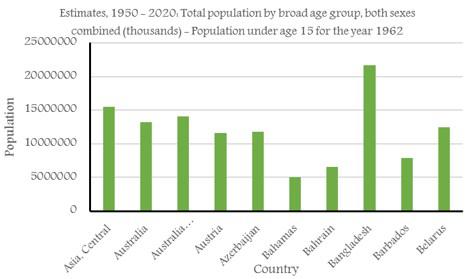 Estimates, 1950 - 2020: Total population by broad age group, both sexes
combined (thousands) - Population under age 15 for the year 1962
25000000
20000000
15000000
10000000
5000000
0
Population
Asia, Central
Australia
Australia...
Austria
Azerbaijan
Bahamas
Bahrain
Bangladesh
Barbados
Belarus
Country